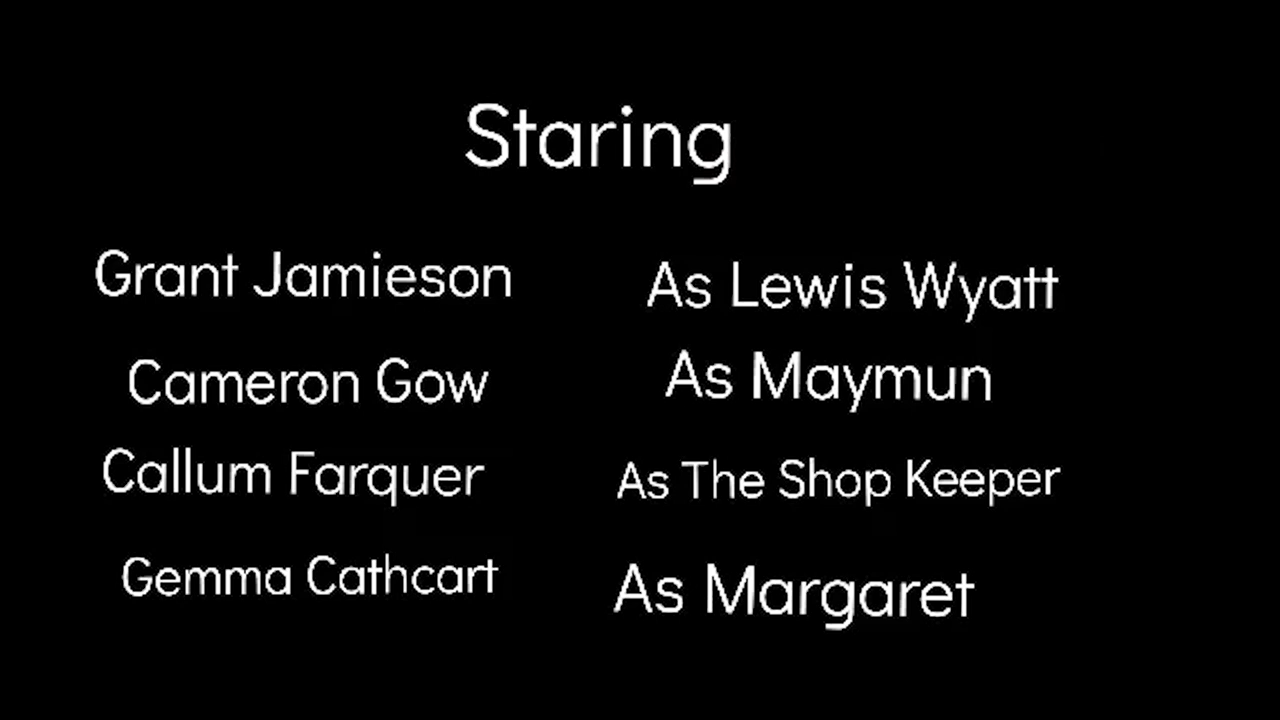 Staring
Grant Jamieson As Lewis Wyatt
Cameron Gow As Maymun
Callum Farquer As The Shop Keeper
Gemma Cathcart As Margaret